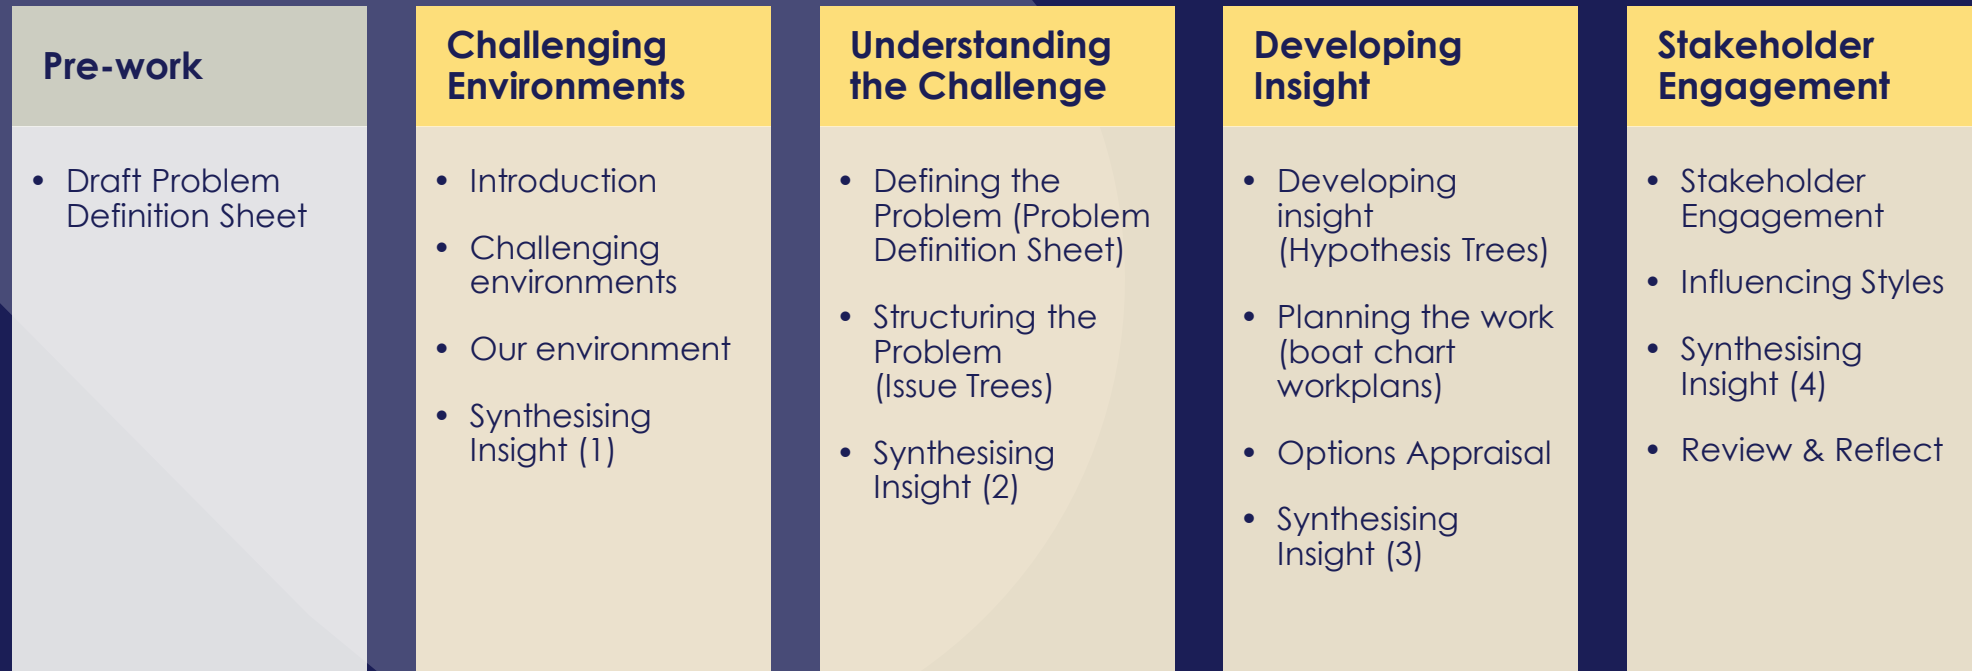 Pre-work
• Draft Problem
Definition Sheet
Challenging
Environments
• Introduction
• Challenging
environments
• Our environment
• Synthesising
Insight (1)
Understanding
the Challenge
• Defining the
Problem (Problem
Definition Sheet)
• Structuring the
Problem
(Issue Trees)
• Synthesising
Insight (2)
Developing
Insight
• Developing
insight
(Hypothesis Trees)
• Planning the work
(boat chart
workplans)
• Options Appraisal
• Synthesising
Insight (3)
Stakeholder
Engagement
• Stakeholder
Engagement
• Influencing Styles
• Synthesising
Insight (4)
• Review & Reflect